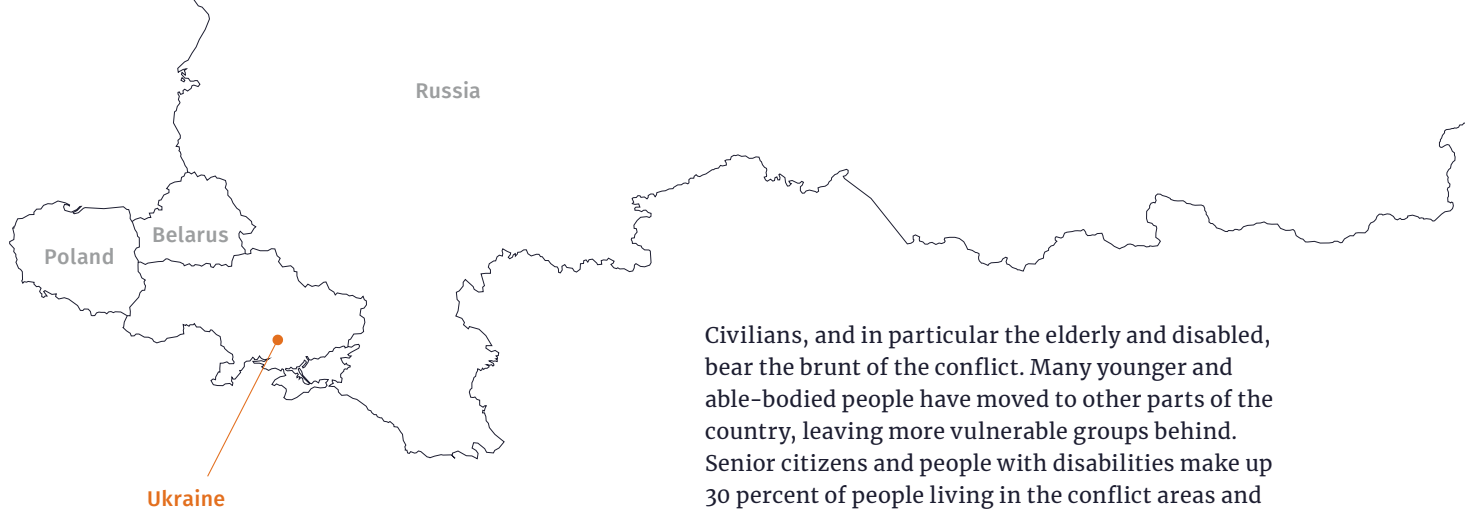 Russia
Belarus
Poland
Ukraine
Civilians, and in particular the elderly and disabled,
bear the brunt of the conflict. Many younger and
able-bodied people have moved to other parts of the
country, leaving more vulnerable groups behind.
Senior citizens and people with disabilities make up
30 percent of people living in the conflict areas and